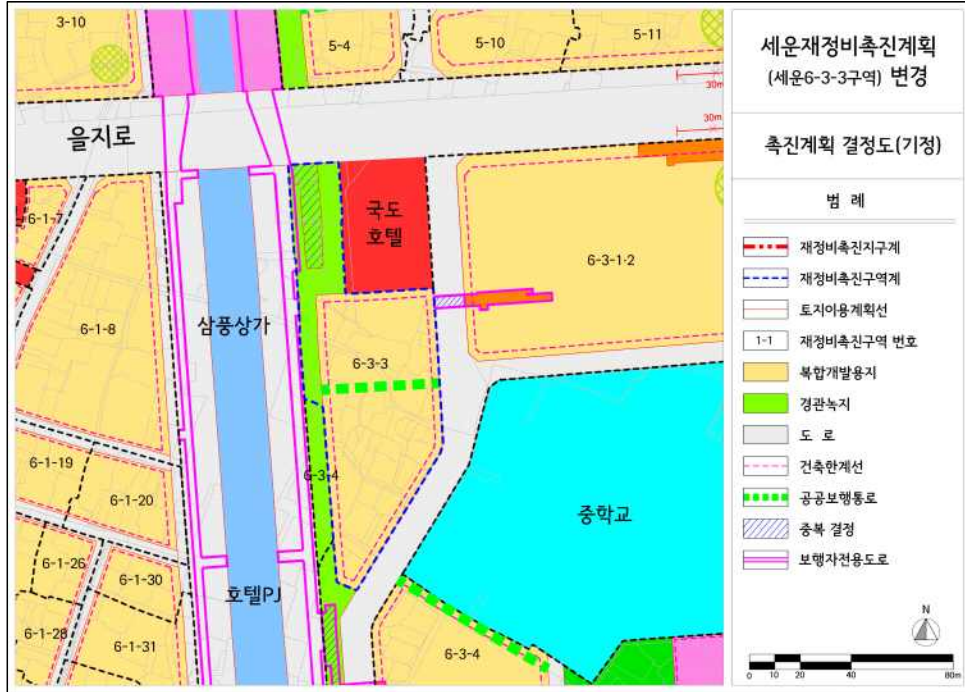 3-10
5-4
5-10
5-11
30m
30m
을지로
6-1-7
국도
호텔
6-3-1·2
6-1-8
삼풍상가
6-3-3
6-1-19
6-3-4
6-1-20
중학교
6-1-26
6-1-30
호텔PJ
6-1-28
6-1-31
6-3-4
세운재정비촉진계획
(세운6-3-3구역) 변경
촉진계획 결정도(기정)
범 례
재정비촉진지구계
재정비촉진구역계
토지이용계획선
1-1 재정비촉진구역 번호
복합개발용지
경관녹지
도 로
건축한계선
공공보행통로
중복 결정
보행자전용도로
N
0 10 20 40 80m